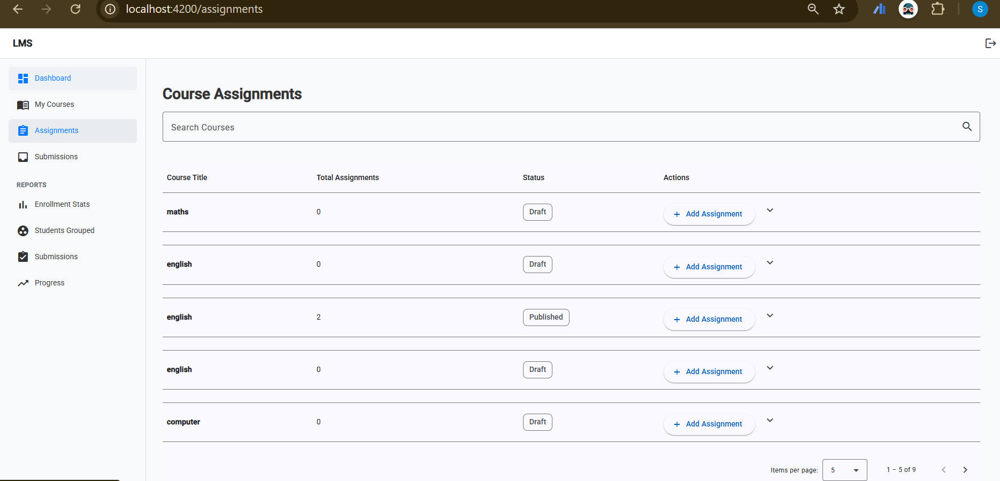 localhost:4200/assignments
S
LMS
Dashboard
My Courses
Assignments
Submissions
REPORTS
Enrollment Stats
Students Grouped
Submissions
Progress
Course Assignments
Search Courses
Course Title Total Assignments Status Actions
maths 0 Draft + Add Assignment
english 0 Draft + Add Assignment
english 2 Published + Add Assignment
english 0 Draft + Add Assignment
computer 0 Draft + Add Assignment
Items per page: 5 1 – 5 of 9